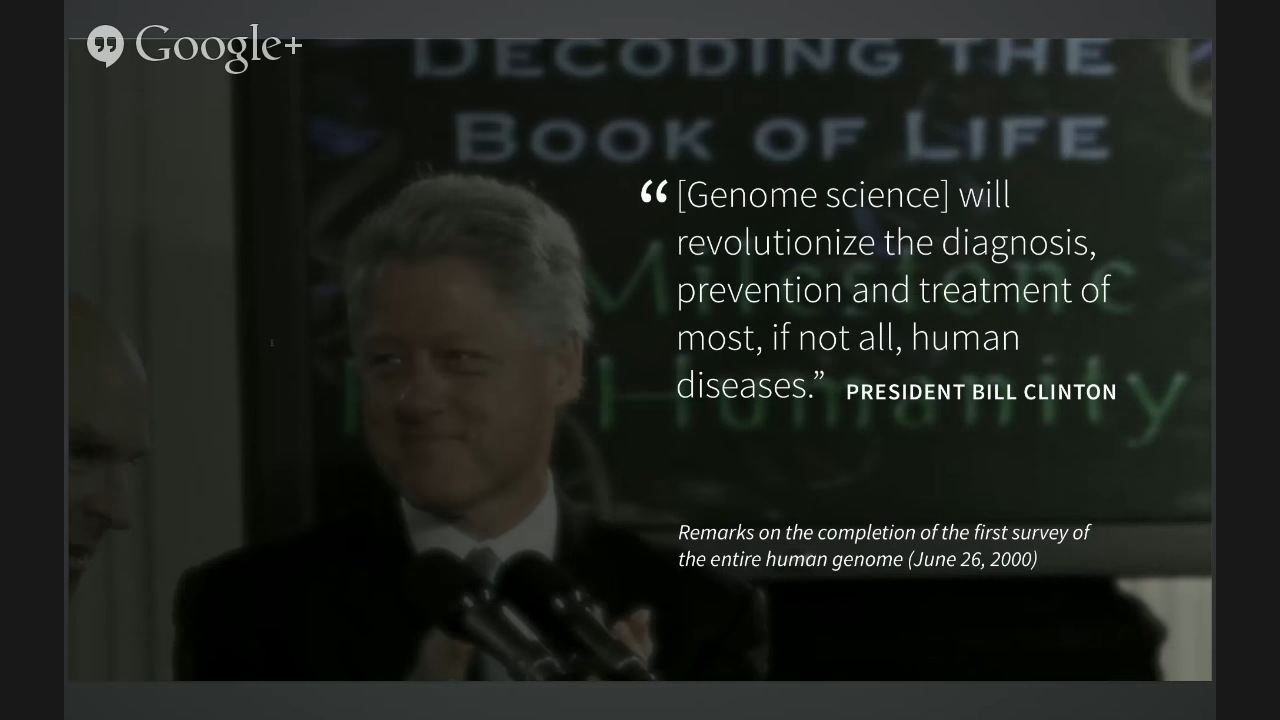 Google+
DECODING THE
BOOK OF LIFE
“[Genome science] will
revolutionize the diagnosis,
prevention and treatment of
most, if not all, human
diseases.” PRESIDENT BILL CLINTON
Milestone
Humanity
Remarks on the completion of the first survey of
the entire human genome (June 26, 2000)